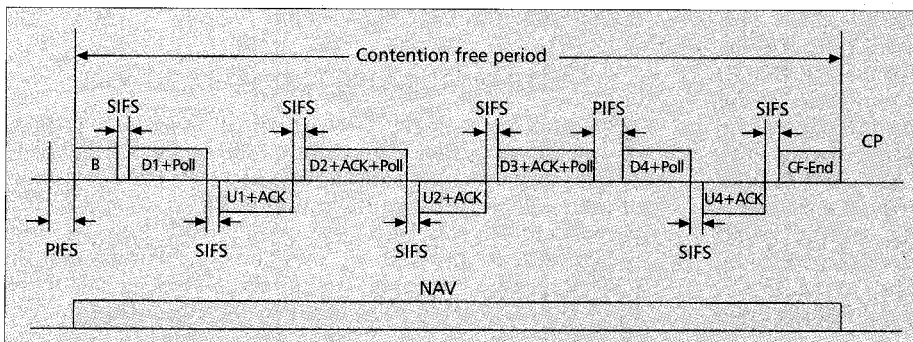 Contention free period
SIFS SIFS SIFS PIFS SIFS
CP
B D1+Poll D2+ACK+Poll D3+ACK+Poll D4+Poll CF-End
U1+ACK U2+ACK U4+ACK
PIFS SIFS SIFS SIFS
NAV